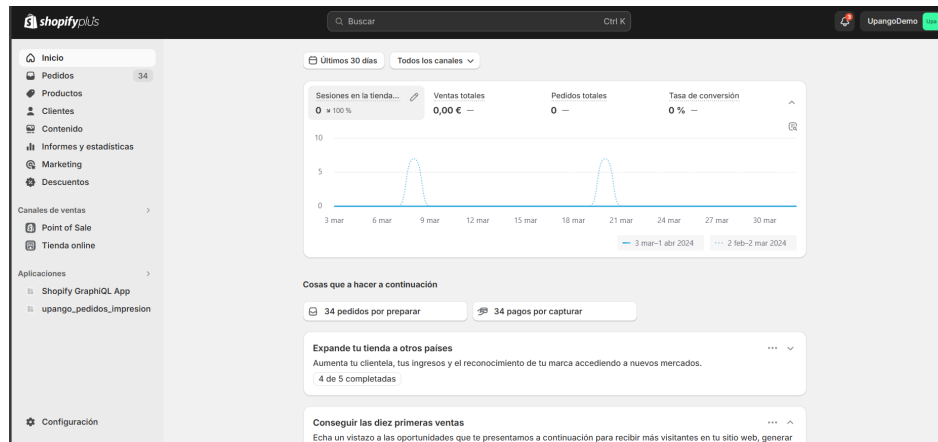 shopifyplus
Buscar
Ctrl K
3
UpangoDemo
Inicio
Pedidos 34
Productos
Clientes
Contenido
Informes y estadísticas
Marketing
Descuentos
Canales de ventas
Point of Sale
Tienda online
Aplicaciones
Shopify GraphiQL App
upango_pedidos_impresion
Configuración
Últimos 30 días
Todos los canales
Sesiones en la tienda...
0 100 %
Ventas totales
0,00 € —
Pedidos totales
0 —
Tasa de conversión
0 % —
10
5
0
3 mar 6 mar 9 mar 12 mar 15 mar 18 mar 21 mar 24 mar 27 mar 30 mar
3 mar–1 abr 2024
2 feb–2 mar 2024
Cosas que a hacer a continuación
34 pedidos por preparar
34 pagos por capturar
Expande tu tienda a otros países
Aumenta tu clientela, tus ingresos y el reconocimiento de tu marca accediendo a nuevos mercados.
4 de 5 completadas
Conseguir las diez primeras ventas
Echa un vistazo a las oportunidades que te presentamos a continuación para recibir más visitantes en tu sitio web, generar